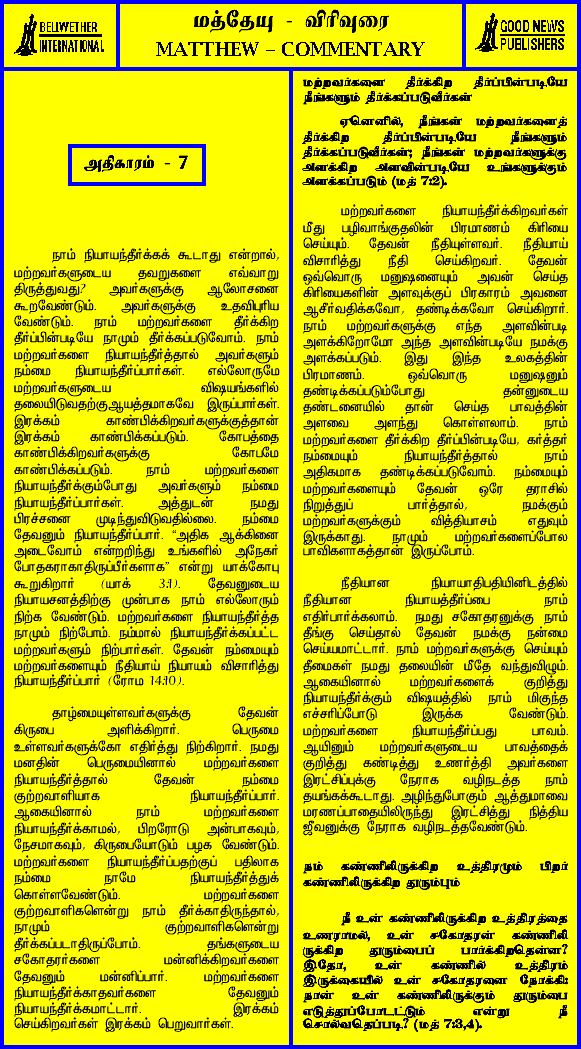 BELIWETHER
INTERNATIONAL
மத்தேயு - விரிவுரை
MATTHEW – COMMENTARY
GOOD NEWS
PUBLISHERS
அதிகாரம் - 7
நாம் நியாயந்தீர்க்கக் கூடாது என்றால்,
மற்றவர்களுடைய தவறுகளை எவ்வாறு
திருத்துவது? அவர்களுக்கு ஆலோசனை
கூறவேண்டும். அவர்களுக்கு உதவிபுரிய
வேண்டும். நாம் மற்றவர்களை தீர்க்கிற
தீர்ப்பின்படியே நாமும் தீர்க்கப்படுவோம். நாம்
மற்றவர்களை நியாயந்தீர்த்தால் அவர்களும்
நம்மை நியாயந்தீர்ப்பார்கள். எல்லோருமே
மற்றவர்களுடைய விஷயங்களில்
தலையிடுவதற்குஆயத்தமாகவே இருப்பார்கள்.
இரக்கம் காண்பிக்கிறவர்களுக்குத்தான்
இரக்கம் காண்பிக்கப்படும். கோபத்தை
காண்பிக்கிறவர்களுக்கு கோபமே
காண்பிக்கப்படும். நாம் மற்றவர்களை
நியாயந்தீர்க்கும்போது அவர்களும் நம்மை
நியாயந்தீர்ப்பார்கள். அத்துடன் நமது
பிரச்சனை முடிந்துவிடுவதில்லை. நம்மை
தேவனும் நியாயந்தீர்ப்பார். “அதிக ஆக்கினை
அடைவோம் என்றறிந்து உங்களில் அநேகர்
போதகராகாதிருப்பீர்களாக” என்று யாக்கோபு
கூறுகிறார் (யாக் 3:1). தேவனுடைய
நியாயசனத்திற்கு முன்பாக நாம் எல்லோரும்
நிற்க வேண்டும். மற்றவர்களை நியாயந்தீர்த்த
நாமும் நிற்போம். நம்மால் நியாயந்தீர்க்கப்பட்ட
மற்றவர்களும் நிற்பார்கள். தேவன் நம்மையும்
மற்றவர்களையும் நீதியாய் நியாயம் விசாரித்து
நியாயந்தீர்ப்பார் (ரோம 14:10).
தாழ்மையுள்ளவர்களுக்கு தேவன்
கிருபை அளிக்கிறார். பெருமை
உள்ளவர்களுக்கோ எதிர்த்து நிற்கிறார். நமது
மனதின் பெருமையினால் மற்றவர்களை
நியாயந்தீர்த்தால் தேவன் நம்மை
குற்றவாளியாக நியாயந்தீர்ப்பார்.
ஆகையினால் நாம் மற்றவர்களை
நியாயந்தீர்க்காமல், பிறரோடு அன்பாகவும்,
நேசமாகவும், கிருபையோடும் பழக வேண்டும்.
மற்றவர்களை நியாயந்தீர்ப்பதற்குப் பதிலாக
நம்மை நாமே நியாயந்தீர்த்துக்
கொள்ளவேண்டும். மற்றவர்களை
குற்றவாளிகளென்று நாம் தீர்க்காதிருந்தால்,
நாமும் குற்றவாளிகளென்று
தீர்க்கப்படாதிருப்போம். தங்களுடைய
சகோதரர்களை மன்னிக்கிறவர்களை
தேவனும் மன்னிப்பார். மற்றவர்களை
நியாயந்தீர்க்காதவர்களை தேவனும்
நியாயந்தீர்க்கமாட்டார். இரக்கம்
செய்கிறவர்கள் இரக்கம் பெறுவார்கள்.
மற்றவர்களை தீர்க்கிற தீர்ப்பின்படியே
நீங்களும் தீர்க்கப்படுவீர்கள்
ஏனெனில், நீங்கள் மற்றவர்களைத்
தீர்க்கிற தீர்ப்பின்படியே நீங்களும்
தீர்க்கப்படுவீர்கள்; நீங்கள் மற்றவர்களுக்கு
அளக்கிற அளவின்படியே உங்களுக்கும்
அளக்கப்படும் (மத் 7:2).
மற்றவர்களை நியாயந்தீர்க்கிறவர்கள்
மீது பழிவாங்குதலின் பிரமாணம் கிரியை
செய்யும். தேவன் நீதியுள்ளவர். நீதியாய்
விசாரித்து நீதி செய்கிறவர். தேவன்
ஒவ்வொரு மனுஷனையும் அவன் செய்த
கிரியைகளின் அளவுக்குப் பிரகாரம் அவனை
ஆசீர்வதிக்கவோ, தண்டிக்கவோ செய்கிறார்.
நாம் மற்றவர்களுக்கு எந்த அளவின்படி
அளக்கிறோமோ அந்த அளவின்படியே நமக்கு
அளக்கப்படும். இது இந்த உலகத்தின்
பிரமாணம். ஒவ்வொரு மனுஷனும்
தண்டிக்கப்படும்போது தன்னுடைய
தண்டனையில் தான் செய்த பாவத்தின்
அளவை அளந்து கொள்ளலாம். நாம்
மற்றவர்களை தீர்க்கிற தீர்ப்பின்படியே, கர்த்தர்
நம்மையும் நியாயந்தீர்த்தால் நாம்
அதிகமாக தண்டிக்கப்படுவோம். நம்மையும்
மற்றவர்களையும் தேவன் ஒரே தராசில்
நிறுத்துப் பார்த்தால், நமக்கும்
மற்றவர்களுக்கும் வித்தியாசம் எதுவும்
இருக்காது. நாமும் மற்றவர்களைப்போல
பாவிகளாகத்தான் இருப்போம்.
நீதியான நியாயாதிபதியினிடத்தில்
நீதியான நியாயத்தீர்ப்பை நாம்
எதிர்பார்க்கலாம். நமது சகோதரனுக்கு நாம்
தீங்கு செய்தால் தேவன் நமக்கு நன்மை
செய்யமாட்டார். நாம் மற்றவர்களுக்கு செய்யும்
தீமைகள் நமது தலையின் மீதே வந்துவிழும்.
ஆகையினால் மற்றவர்களைக் குறித்து
நியாயந்தீர்க்கும் விஷயத்தில் நாம் மிகுந்த
எச்சரிப்போடு இருக்க வேண்டும்.
மற்றவர்களை நியாயந்தீர்ப்பது பாவம்.
ஆயினும் மற்றவர்களுடைய பாவத்தைக்
குறித்து கண்டித்து உணர்த்தி அவர்களை
இரட்சிப்புக்கு நேராக வழிநடத்த நாம்
தயங்கக்கூடாது. அழிந்துபோகும் ஆத்துமாவை
மரணப்பாதையிலிருந்து இரட்சித்து நித்திய
ஜீவனுக்கு நேராக வழிநடத்தவேண்டும்.
நம் கண்ணிலிருக்கிற உத்திரமும் பிறர்
கண்ணிலிருக்கிற துரும்பும்
நீ உன் கண்ணிலிருக்கிற உத்திரத்தை
உணராமல், உன் சகோதரன் கண்ணிலி
ருக்கிற துரும்பைப் பார்க்கிறதென்ன?
இதோ, உன் கண்ணில் உத்திரம்
இருக்கையில் உன் சகோதரனை நோக்கி:
நான் உன் கண்ணிலிருக்கும் துரும்பை
எடுத்துப்போடட்டும் என்று நீ
சொல்வதெப்படி? (மத் 7:3,4).